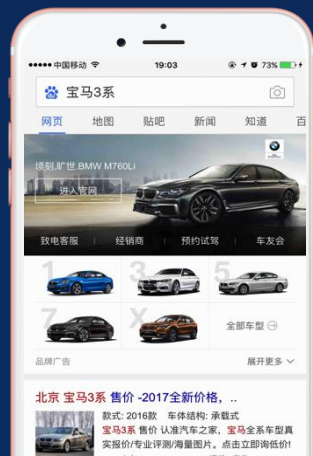 中国移动 19:03 73%
宝马3系
网页 地图 贴吧 新闻 知道 百
顷刻,旷世.BMW M760Li
进入官网
致电客服 经销商 预约试驾 车友会
1 3 5
7 X 全部车型
品牌广告 展开更多
北京 宝马3系 售价 -2017全新价格, ..
款式: 2016款 车体结构: 承载式
宝马3系 售价 认准汽车之家，宝马全系车型真
实报价/专业评测/海量图片。点击立即询低价!